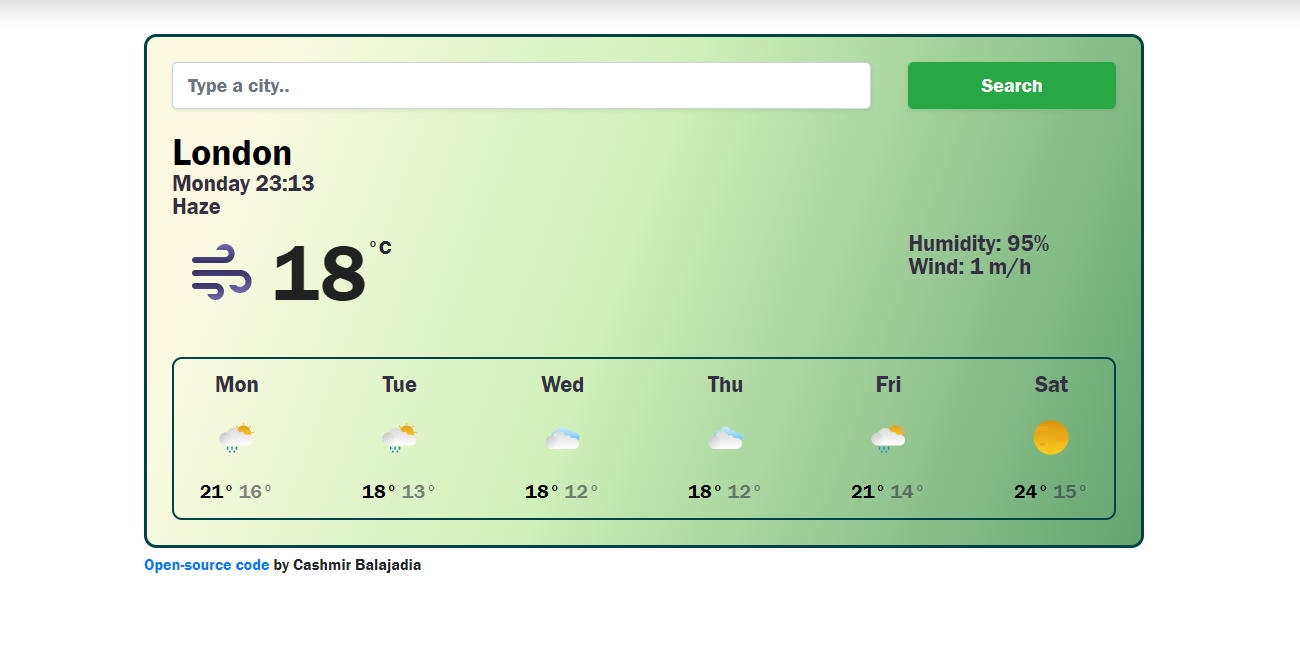 Type a city..
Search
London
Monday 23:13
Haze
18 °C
Humidity: 95%
Wind: 1 m/h
Mon Tue Wed Thu Fri Sat
21° 16° 18° 13° 18° 12° 18° 12° 21° 14° 24° 15°
Open-source code by Cashmir Balajadia